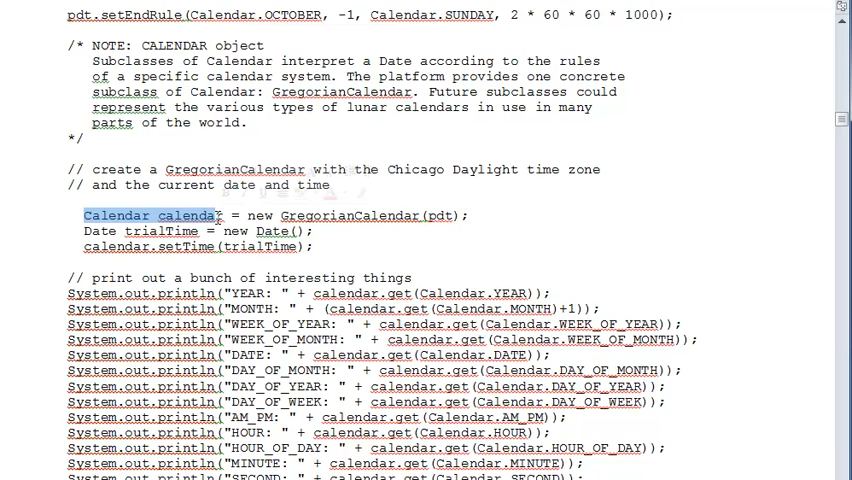 pdt.setEndRule(Calendar.OCTOBER, -1, Calendar.SUNDAY, 2 * 60 * 60 * 1000);
/* NOTE: CALENDAR object
Subclasses of Calendar interpret a Date according to the rules
of a specific calendar system. The platform provides one concrete
subclass of Calendar: GregorianCalendar. Future subclasses could
represent the various types of lunar calendars in use in many
parts of the world.
*/
// create a GregorianCalendar with the Chicago Daylight time zone
// and the current date and time
Calendar calendar = new GregorianCalendar(pdt);
Date trialTime = new Date();
calendar.setTime(trialTime);
// print out a bunch of interesting things
System.out.println("YEAR: " + calendar.get(Calendar.YEAR));
System.out.println("MONTH: " + (calendar.get(Calendar.MONTH)+1));
System.out.println("WEEK_OF_YEAR: " + calendar.get(Calendar.WEEK_OF_YEAR));
System.out.println("WEEK_OF_MONTH: " + calendar.get(Calendar.WEEK_OF_MONTH));
System.out.println("DATE: " + calendar.get(Calendar.DATE));
System.out.println("DAY_OF_MONTH: " + calendar.get(Calendar.DAY_OF_MONTH));
System.out.println("DAY_OF_YEAR: " + calendar.get(Calendar.DAY_OF_YEAR));
System.out.println("DAY_OF_WEEK: " + calendar.get(Calendar.DAY_OF_WEEK));
System.out.println("AM_PM: " + calendar.get(Calendar.AM_PM));
System.out.println("HOUR: " + calendar.get(Calendar.HOUR));
System.out.println("HOUR_OF_DAY: " + calendar.get(Calendar.HOUR_OF_DAY));
System.out.println("MINUTE: " + calendar.get(Calendar.MINUTE));
System.out.println("SECOND: " + calendar.get(Calendar.SECOND));